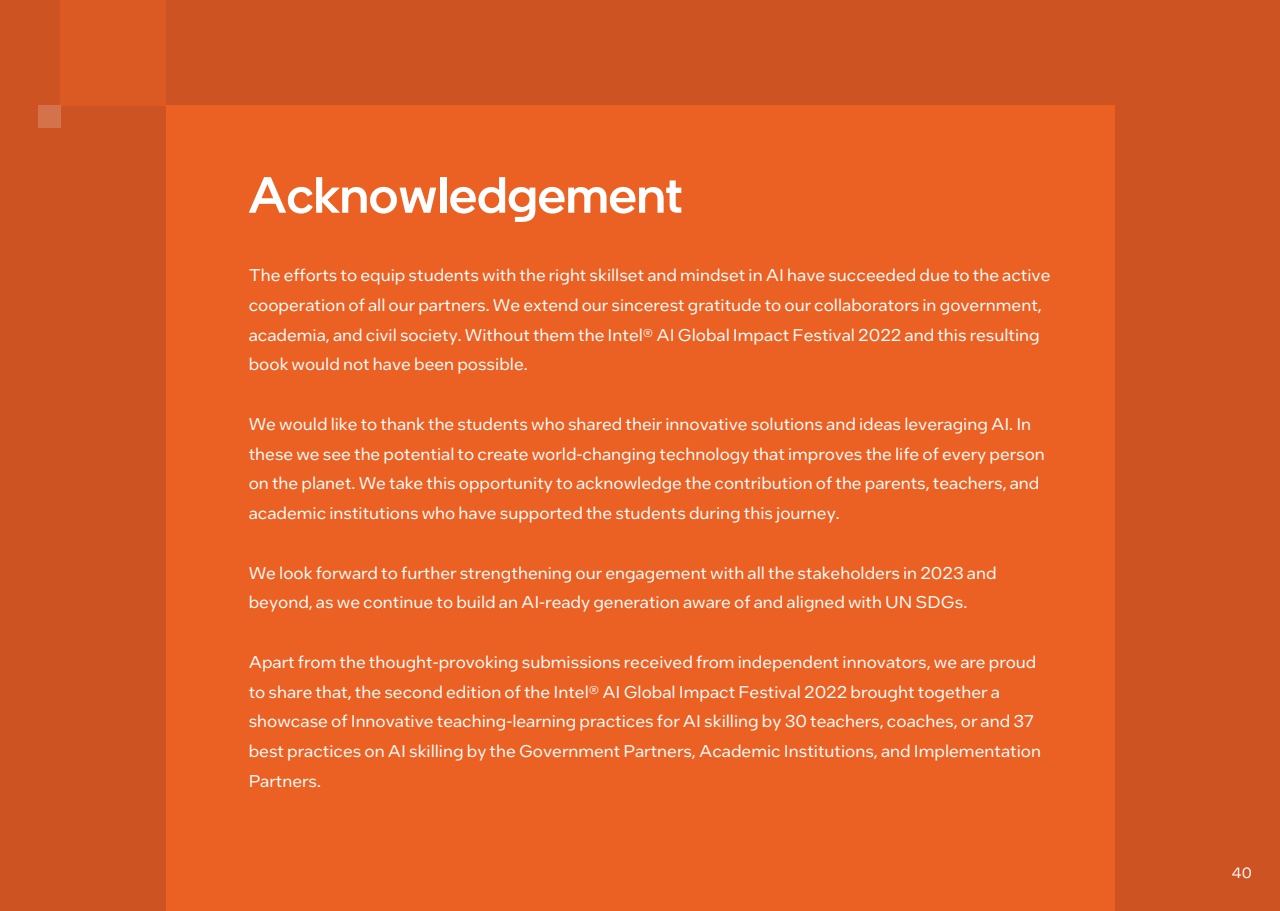 Acknowledgement
The efforts to equip students with the right skillset and mindset in AI have succeeded due to the active
cooperation of all our partners. We extend our sincerest gratitude to our collaborators in government,
academia, and civil society. Without them the Intel® AI Global Impact Festival 2022 and this resulting
book would not have been possible.
We would like to thank the students who shared their innovative solutions and ideas leveraging AI. In
these we see the potential to create world-changing technology that improves the life of every person
on the planet. We take this opportunity to acknowledge the contribution of the parents, teachers, and
academic institutions who have supported the students during this journey.
We look forward to further strengthening our engagement with all the stakeholders in 2023 and
beyond, as we continue to build an AI-ready generation aware of and aligned with UN SDGs.
Apart from the thought-provoking submissions received from independent innovators, we are proud
to share that, the second edition of the Intel® AI Global Impact Festival 2022 brought together a
showcase of Innovative teaching-learning practices for AI skilling by 30 teachers, coaches, or and 37
best practices on AI skilling by the Government Partners, Academic Institutions, and Implementation
Partners.
40